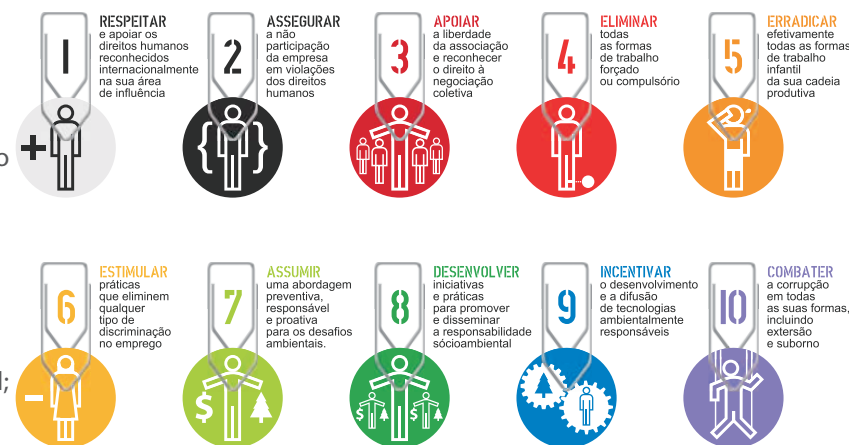 1
RESPEITAR
e apoiar os
direitos humanos
reconhecidos
internacionalmente
na sua área
de influência
2
ASSEGURAR
a não
participação
da empresa
em violações
dos direitos
humanos
3
APOIAR
a liberdade
da associação
e reconhecer
o direito à
negociação
coletiva
4
ELIMINAR
todas
as formas
de trabalho
forçado
ou compulsório
5
ERRADICAR
efetivamente
todas as formas
de trabalho
infantil
da sua cadeia
produtiva
o
6
ESTIMULAR
práticas
que eliminem
qualquer
tipo de
discriminação
no emprego
7
ASSUMIR
uma abordagem
preventiva,
responsável
e proativa
para os desafios
ambientais.
8
DESENVOLVER
iniciativas
e práticas
para promover
e disseminar
a responsabilidade
sócioambiental
9
INCENTIVAR
o desenvolvimento
e a difusão
de tecnologias
ambientalmente
responsáveis
10
COMBATER
a corrupção
em todas
as suas formas,
incluindo
extersão
e suborno
l;